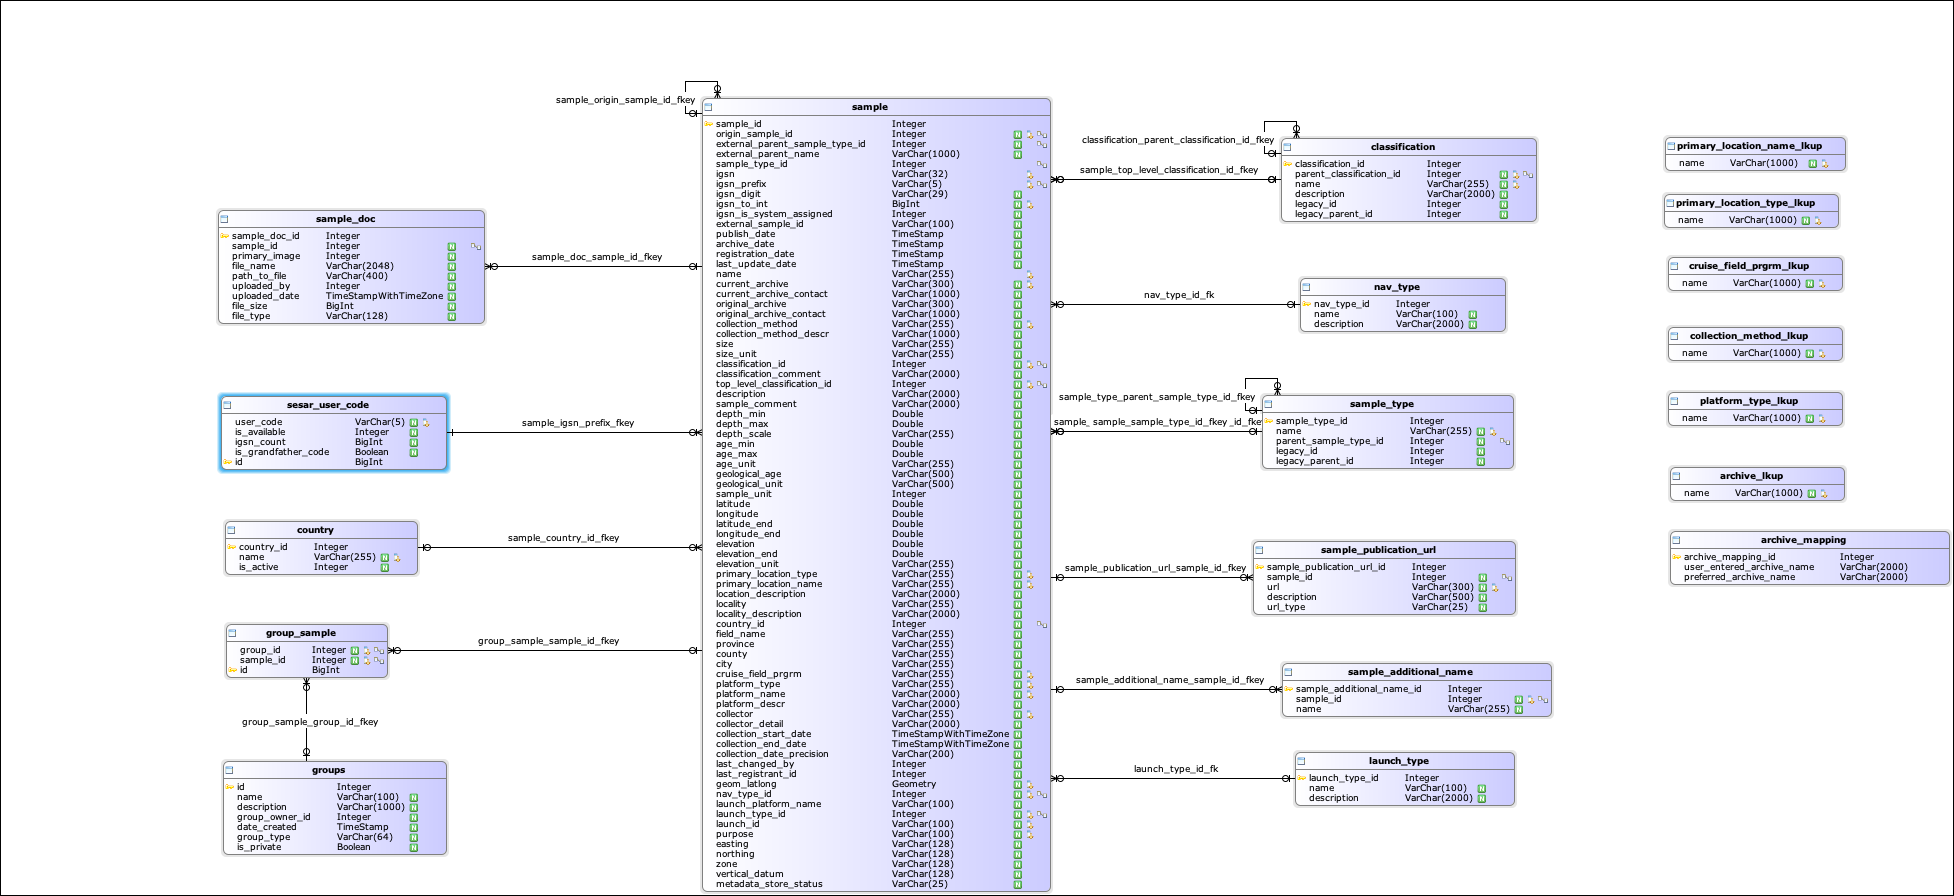 sample_origin_sample_id_fkey
sample
sample_id Integer
origin_sample_id Integer N
external_parent_sample_type_id Integer N
external_parent_name VarChar(1000) N
sample_type_id Integer
igsn VarChar(32)
igsn_prefix VarChar(5)
igsn_digit VarChar(29) N
igsn_to_int BigInt N
igsn_is_system_assigned Integer N
external_sample_id VarChar(100) N
publish_date TimeStamp N
archive_date TimeStamp N
registration_date TimeStamp N
last_update_date TimeStamp N
name VarChar(255)
current_archive VarChar(300) N
current_archive_contact VarChar(1000) N
original_archive VarChar(300) N
original_archive_contact VarChar(1000) N
collection_method VarChar(255) N
collection_method_descr VarChar(1000) N
size VarChar(255) N
size_unit VarChar(255) N
classification_id Integer N
classification_comment VarChar(2000) N
top_level_classification_id Integer N
description VarChar(2000) N
sample_comment VarChar(2000) N
depth_min Double N
depth_max Double N
depth_scale VarChar(255) N
age_min Double N
age_max Double N
age_unit VarChar(255) N
geological_age VarChar(500) N
geological_unit VarChar(500) N
sample_unit Integer N
latitude Double N
longitude Double N
latitude_end Double N
longitude_end Double N
elevation Double N
elevation_end Double N
elevation_unit VarChar(255) N
primary_location_type VarChar(255) N
primary_location_name VarChar(255) N
location_description VarChar(2000) N
locality VarChar(255) N
locality_description VarChar(2000) N
country_id Integer
field_name VarChar(255) N
province VarChar(255) N
county VarChar(255) N
city VarChar(255) N
cruise_field_prgrm VarChar(255) N
platform_type VarChar(255) N
platform_name VarChar(2000) N
platform_descr VarChar(2000) N
collector VarChar(255) N
collector_detail VarChar(2000) N
collection_start_date TimeStampWithTimeZone N
collection_end_date TimeStampWithTimeZone N
collection_date_precision VarChar(200) N
last_changed_by Integer N
last_registrant_id Integer N
geom_latlong Geometry N
nav_type_id Integer N
launch_platform_name VarChar(100) N
launch_type_id Integer N
launch_id VarChar(100) N
purpose VarChar(100) N
easting VarChar(128) N
northing VarChar(128) N
zone VarChar(128) N
vertical_datum VarChar(128) N
metadata_store_status VarChar(25) N
sample_doc
sample_doc_id Integer
sample_id Integer N
primary_image Integer N
file_name VarChar(2048) N
path_to_file VarChar(400) N
uploaded_by Integer N
uploaded_date TimeStampWithTimeZone N
file_size BigInt N
file_type VarChar(128) N
sample_doc_sample_id_fkey
sesar_user_code
user_code VarChar(5) N
is_available Integer N
igsn_count BigInt N
is_grandfather_code Boolean N
id BigInt
sample_igsn_prefix_fkey
country
country_id Integer
name VarChar(255) N
is_active Integer N
sample_country_id_fkey
group_sample
group_id Integer N
sample_id Integer N
id BigInt
group_sample_sample_id_fkey
group_sample_group_id_fkey
groups
id Integer
name VarChar(100) N
description VarChar(1000) N
group_owner_id Integer N
date_created TimeStamp N
group_type VarChar(64) N
is_private Boolean N
classification_parent_classification_id_fkey
sample_top_level_classification_id_fkey
classification
classification_id Integer
parent_classification_id Integer N
name VarChar(255) N
description VarChar(2000) N
legacy_id Integer N
legacy_parent_id Integer N
nav_type_id_fk
nav_type
nav_type_id Integer
name VarChar(100) N
description VarChar(2000) N
sample_type_parent_sample_type_id_fkey
sample_ sample_sample_type_id_fkey _id_fkey
sample_type
sample_type_id Integer
name VarChar(255) N
parent_sample_type_id Integer N
legacy_id Integer N
legacy_parent_id Integer N
sample_publication_url_sample_id_fkey
sample_publication_url
sample_publication_url_id Integer
sample_id Integer N
url VarChar(300) N
description VarChar(500) N
url_type VarChar(25) N
sample_additional_name_sample_id_fkey
sample_additional_name
sample_additional_name_id Integer
sample_id Integer N
name VarChar(255) N
launch_type_id_fk
launch_type
launch_type_id Integer
name VarChar(100) N
description VarChar(2000) N
primary_location_name_lkup
name VarChar(1000) N
primary_location_type_lkup
name VarChar(1000) N
cruise_field_prgrm_lkup
name VarChar(1000) N
collection_method_lkup
name VarChar(1000) N
platform_type_lkup
name VarChar(1000) N
archive_lkup
name VarChar(1000) N
archive_mapping
archive_mapping_id Integer
user_entered_archive_name VarChar(2000)
preferred_archive_name VarChar(2000)